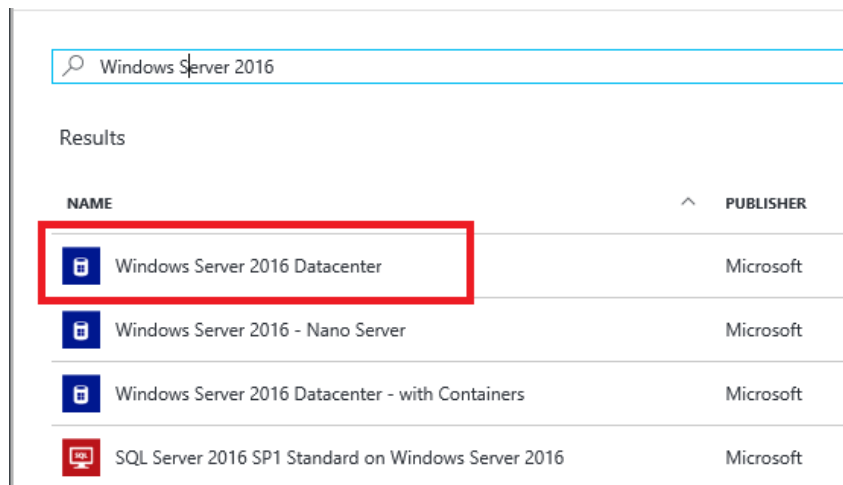 Windows Server 2016
Results
NAME PUBLISHER
Windows Server 2016 Datacenter Microsoft
Windows Server 2016 - Nano Server Microsoft
Windows Server 2016 Datacenter - with Containers Microsoft
SQL SQL Server 2016 SP1 Standard on Windows Server 2016 Microsoft